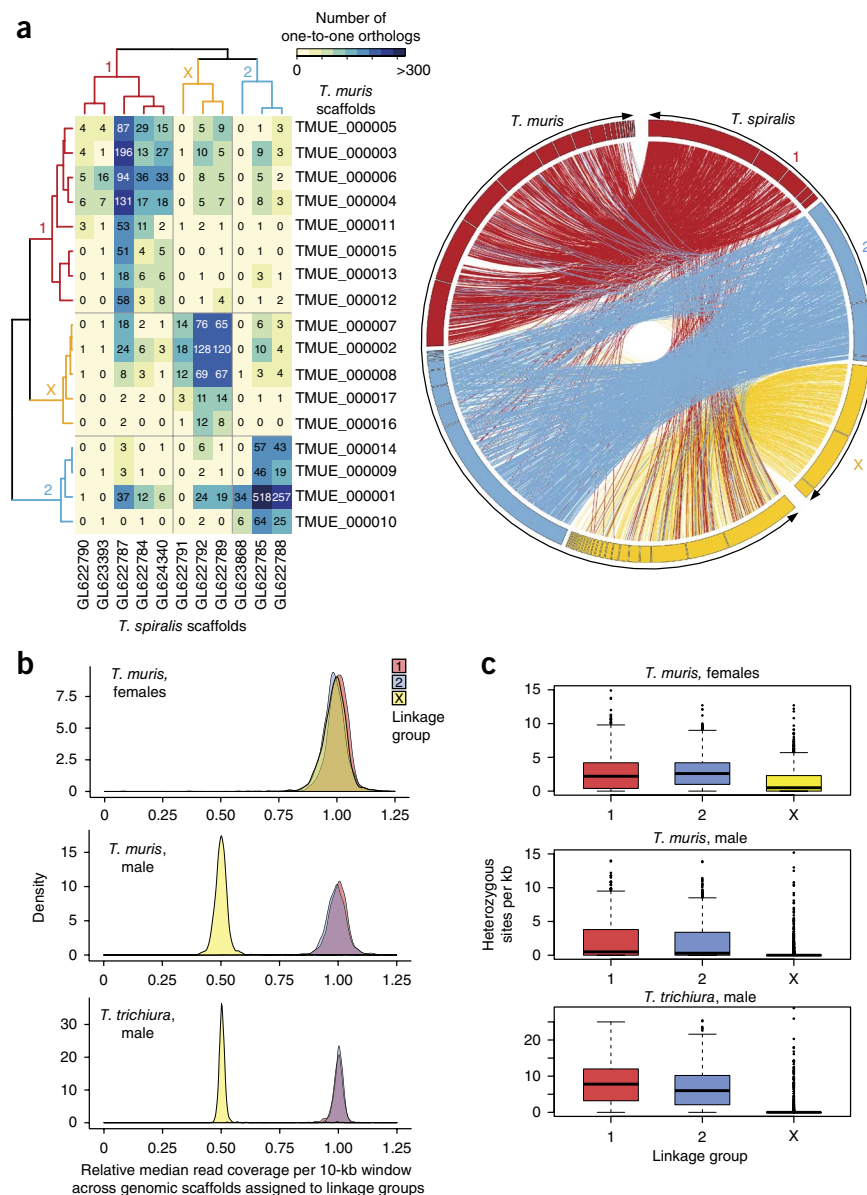 a
Number of
one-to-one orthologs
0 >300
T. muris
scaffolds
1 X 2
4 4 87 29 15 0 5 9 0 1 3 TMUE_000005
4 1 196 13 27 1 10 5 0 9 3 TMUE_000003
5 16 94 36 33 0 8 5 0 5 2 TMUE_000006
6 7 131 17 18 0 5 7 0 8 3 TMUE_000004
3 1 53 11 2 1 2 1 0 1 0 TMUE_000011
0 1 51 4 5 0 0 0 0 0 1 TMUE_000015
0 1 18 6 6 0 1 0 0 3 1 TMUE_000013
0 0 58 3 8 0 1 4 0 1 2 TMUE_000012
0 1 18 2 1 14 76 65 0 6 3 TMUE_000007
1 1 24 6 3 18 128 120 0 10 4 TMUE_000002
0 1 8 3 1 12 69 67 1 3 4 TMUE_000008
0 0 2 2 0 3 11 14 0 0 1 TMUE_000017
0 0 2 0 0 0 12 8 0 0 0 TMUE_000016
0 0 3 0 1 0 6 0 57 43 TMUE_000014
0 0 3 1 0 0 2 1 0 46 19 TMUE_000009
1 0 37 12 6 0 24 19 34 518 257 TMUE_000001
0 1 0 1 0 0 2 0 6 64 25 TMUE_000010
1
X
2
GL622790
GL623393
GL622787
GL622784
GL624340
GL622791
GL622792
GL622789
GL623868
GL622785
GL622788
T. spiralis scaffolds
T. muris
T. spiralis
1
2
X
b
T. muris,
females
1
2
X
Linkage
group
7.5
5.0
2.5
0
0 0.25 0.50 0.75 1.00 1.25
T. muris,
male
15
10
5
0
Density
0 0.25 0.50 0.75 1.00 1.25
T. trichiura,
male
30
20
10
0
0 0.25 0.50 0.75 1.00 1.25
Relative median read coverage per 10-kb window
across genomic scaffolds assigned to linkage groups
c
T. muris, females
15
10
5
0
1 2 X
T. muris, male
15
10
5
0
Heterozygous
sites per kb
1 2 X
T. trichiura, male
20
10
0
1 2 X
Linkage group